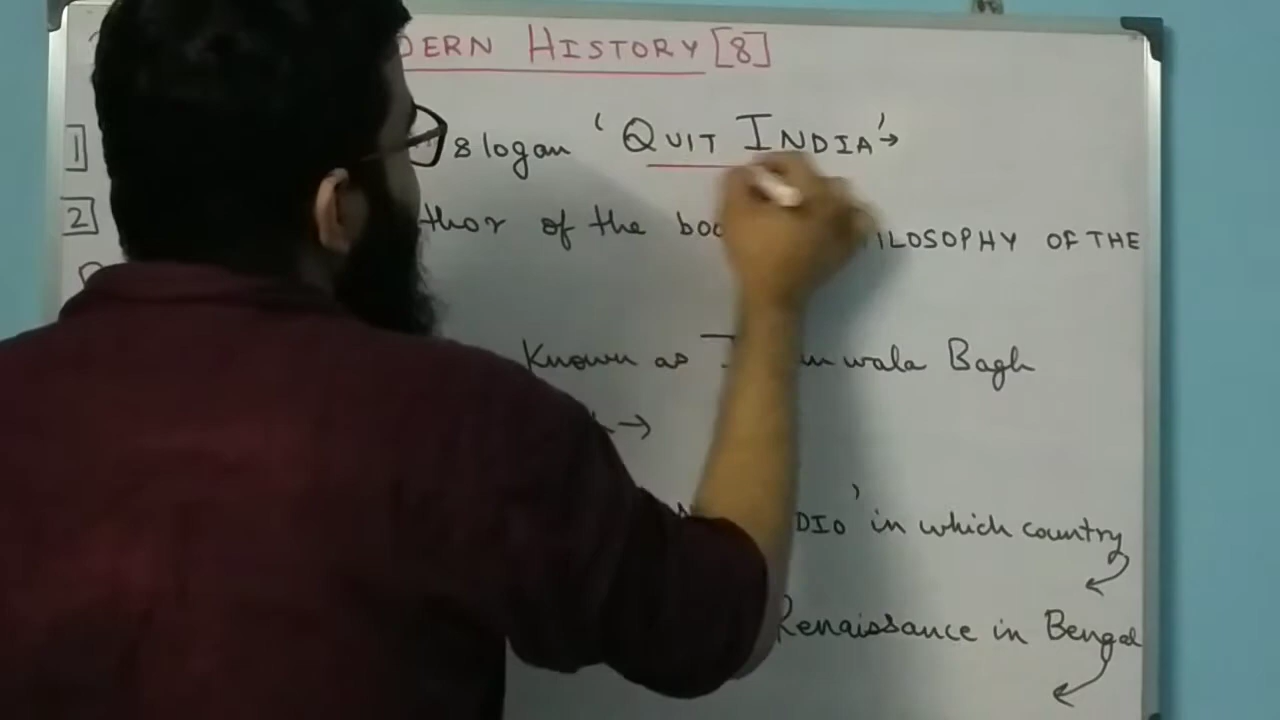 DERN HISTORY [8]
1 slogan 'QUIT INDIA' →
2 thor of the boo ILOSOPHY OF THE
Known as wala Bagh
→
DIO' in which country
Renaissance in Bengal